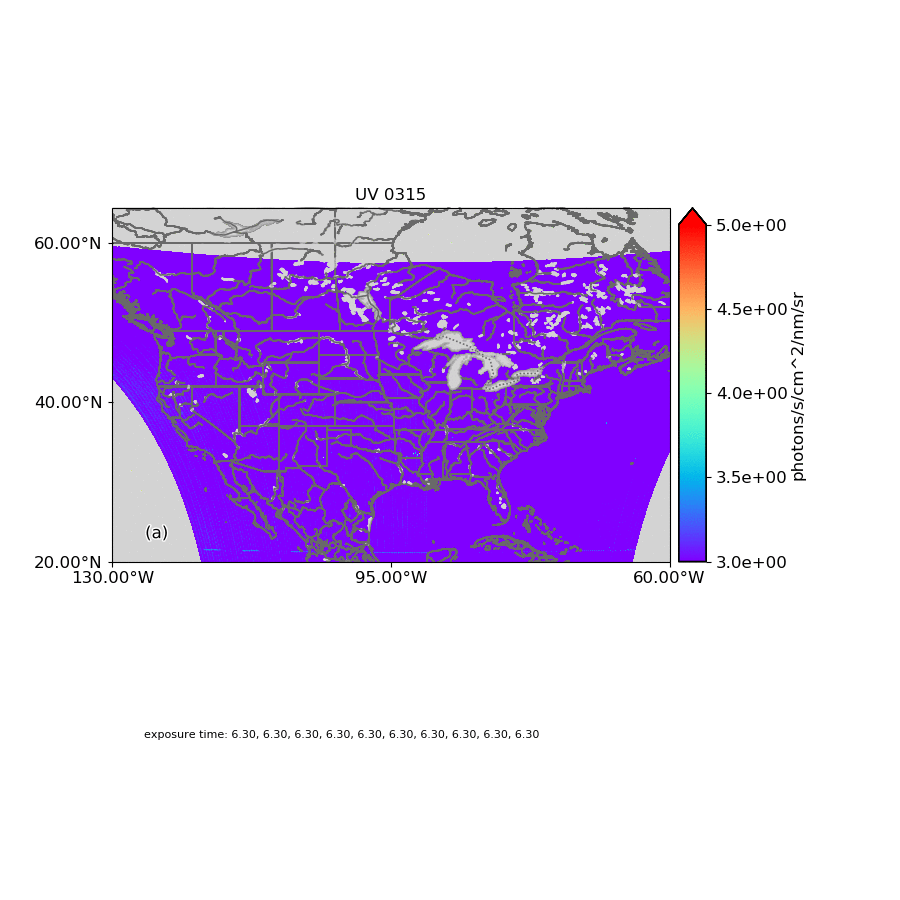 UV 0315
60.00°N
40.00°N
20.00°N
130.00°W
95.00°W
60.00°W
(a)
5.0e+00
4.5e+00
4.0e+00
3.5e+00
3.0e+00
photons/s/cm^2/nm/sr
exposure time: 6.30, 6.30, 6.30, 6.30, 6.30, 6.30, 6.30, 6.30, 6.30, 6.30